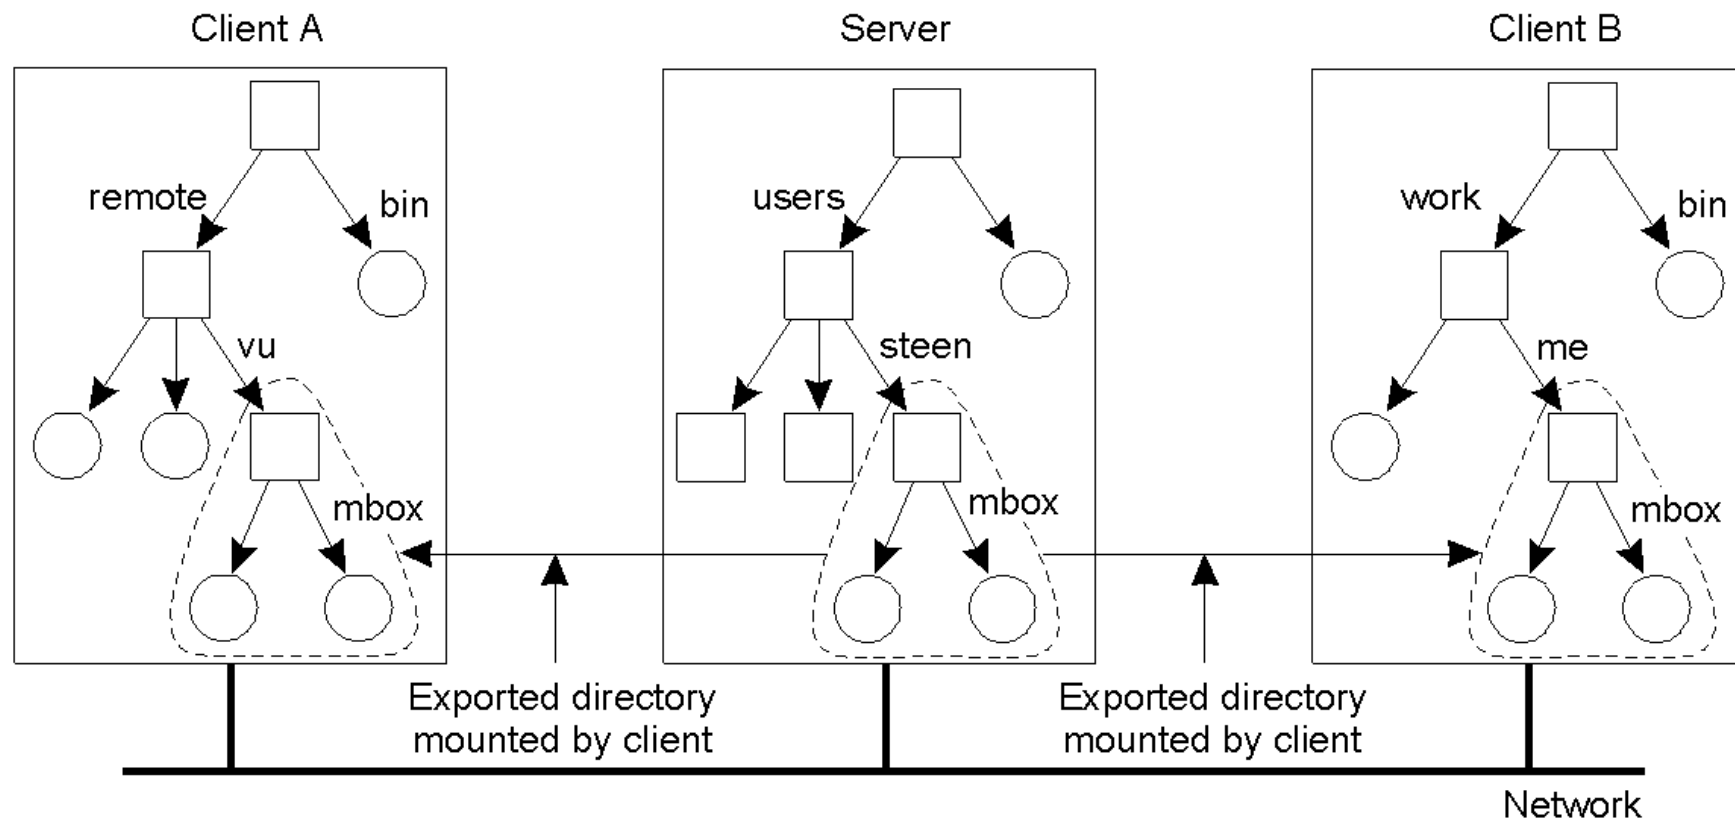 Client A
Server
Client B
remote
bin
users
work
bin
vu
steen
me
mbox
mbox
mbox
Exported directory
mounted by client
Exported directory
mounted by client
Network